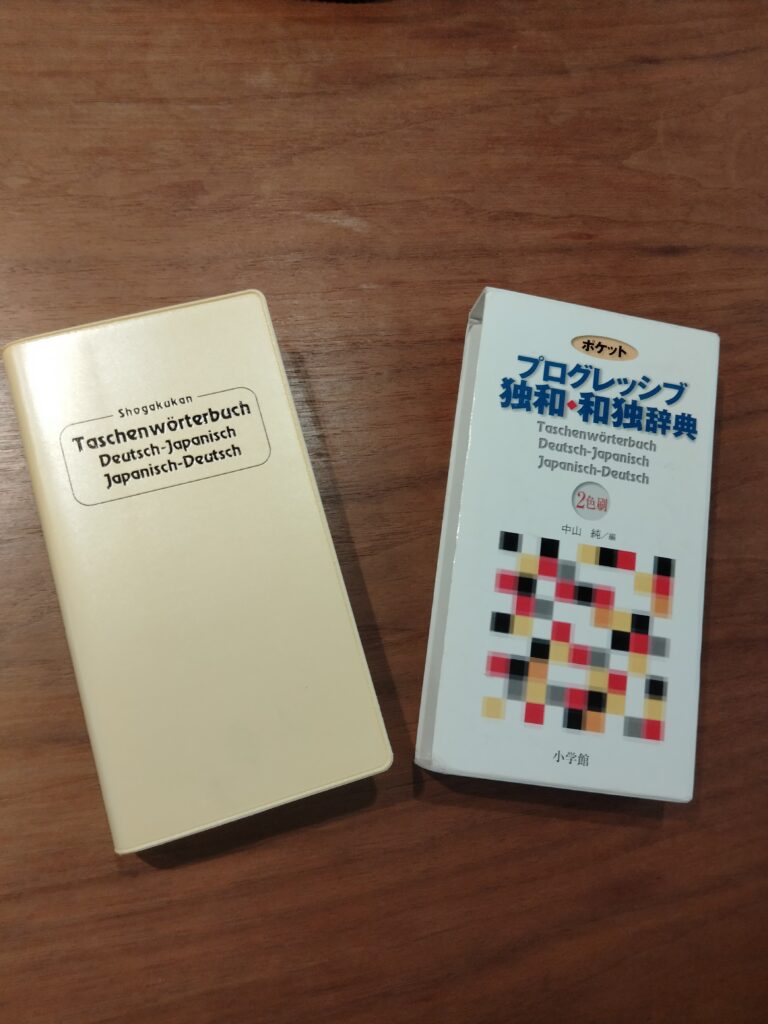 Shogakukan
Taschenwörterbuch
Deutsch-Japanisch
Japanisch-Deutsch
ポケット
プログレッシブ
独和◆和独辞典
Taschenwörterbuch
Deutsch-Japanisch
Japanisch-Deutsch
2色刷
中山 純/編
小学館